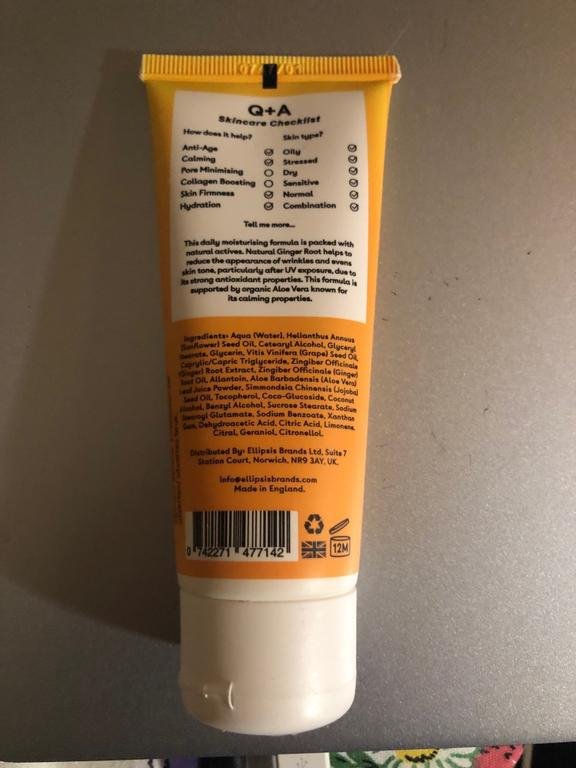 Q+A
Skincare Checklist
How does it help? Skin type?
Anti-Age Oily
Calming Stressed
Pore Minimising Dry
Collagen Boosting Sensitive
Skin Firmness Normal
Hydration Combination
Tell me more...
This daily moisturising formula is packed with
natural actives. Natural Ginger Root helps to
reduce the appearance of wrinkles and evens
skin tone, particularly after UV exposure, due to
its strong antioxidant properties. This formula is
supported by organic Aloe Vera known for
its calming properties.
Ingredients: Aqua (Water), Helianthus Annuus
(Sunflower) Seed Oil, Cetearyl Alcohol, Glyceryl
Stearate, Glycerin, Vitis Vinifera (Grape) Seed Oil,
Caprylic/Capric Triglyceride, Zingiber Officinale
(Ginger) Root Extract, Zingiber Officinale (Ginger)
Root Oil, Allantoin, Aloe Barbadensis (Aloe Vera)
Leaf Juice Powder, Simmondsia Chinensis (Jojoba)
Seed Oil, Tocopherol, Coco-Glucoside, Coconut
Alcohol, Benzyl Alcohol, Sucrose Stearate, Sodium
Stearoyl Glutamate, Sodium Benzoate, Xanthan
Gum, Dehydroacetic Acid, Citric Acid, Limonene,
Citral, Geraniol, Citronellol.
Distributed By: Ellipsis Brands Ltd, Suite 7
Station Court, Norwich, NR9 3AY, UK.
info@ellipsisbrands.com
Made in England.
0 742271 477142
12M